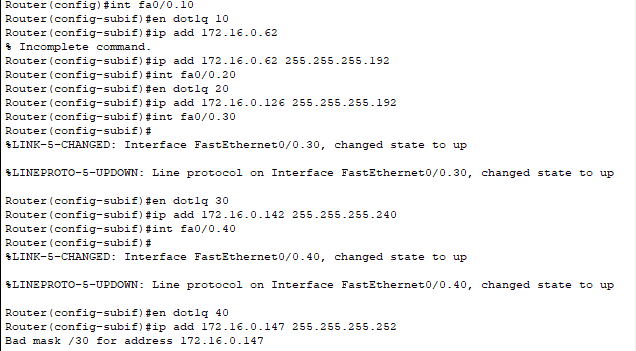 Router(config)#int fa0/0.10
Router(config-subif)#en dot1q 10
Router(config-subif)#ip add 172.16.0.62
% Incomplete command.
Router(config-subif)#ip add 172.16.0.62 255.255.255.192
Router(config-subif)#int fa0/0.20
Router(config-subif)#en dot1q 20
Router(config-subif)#ip add 172.16.0.126 255.255.255.192
Router(config-subif)#int fa0/0.30
Router(config-subif)#
%LINK-5-CHANGED: Interface FastEthernet0/0.30, changed state to up
%LINEPROTO-5-UPDOWN: Line protocol on Interface FastEthernet0/0.30, changed state to up
Router(config-subif)#en dot1q 30
Router(config-subif)#ip add 172.16.0.142 255.255.255.240
Router(config-subif)#int fa0/0.40
Router(config-subif)#
%LINK-5-CHANGED: Interface FastEthernet0/0.40, changed state to up
%LINEPROTO-5-UPDOWN: Line protocol on Interface FastEthernet0/0.40, changed state to up
Router(config-subif)#en dot1q 40
Router(config-subif)#ip add 172.16.0.147 255.255.255.252
Bad mask /30 for address 172.16.0.147